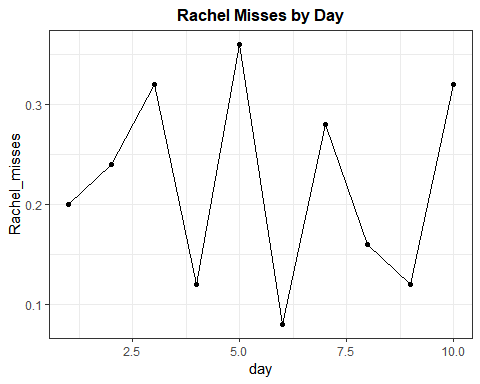 Rachel Misses by Day
Rachel_misses
0.3
0.2
0.1
2.5 5.0 7.5 10.0
day